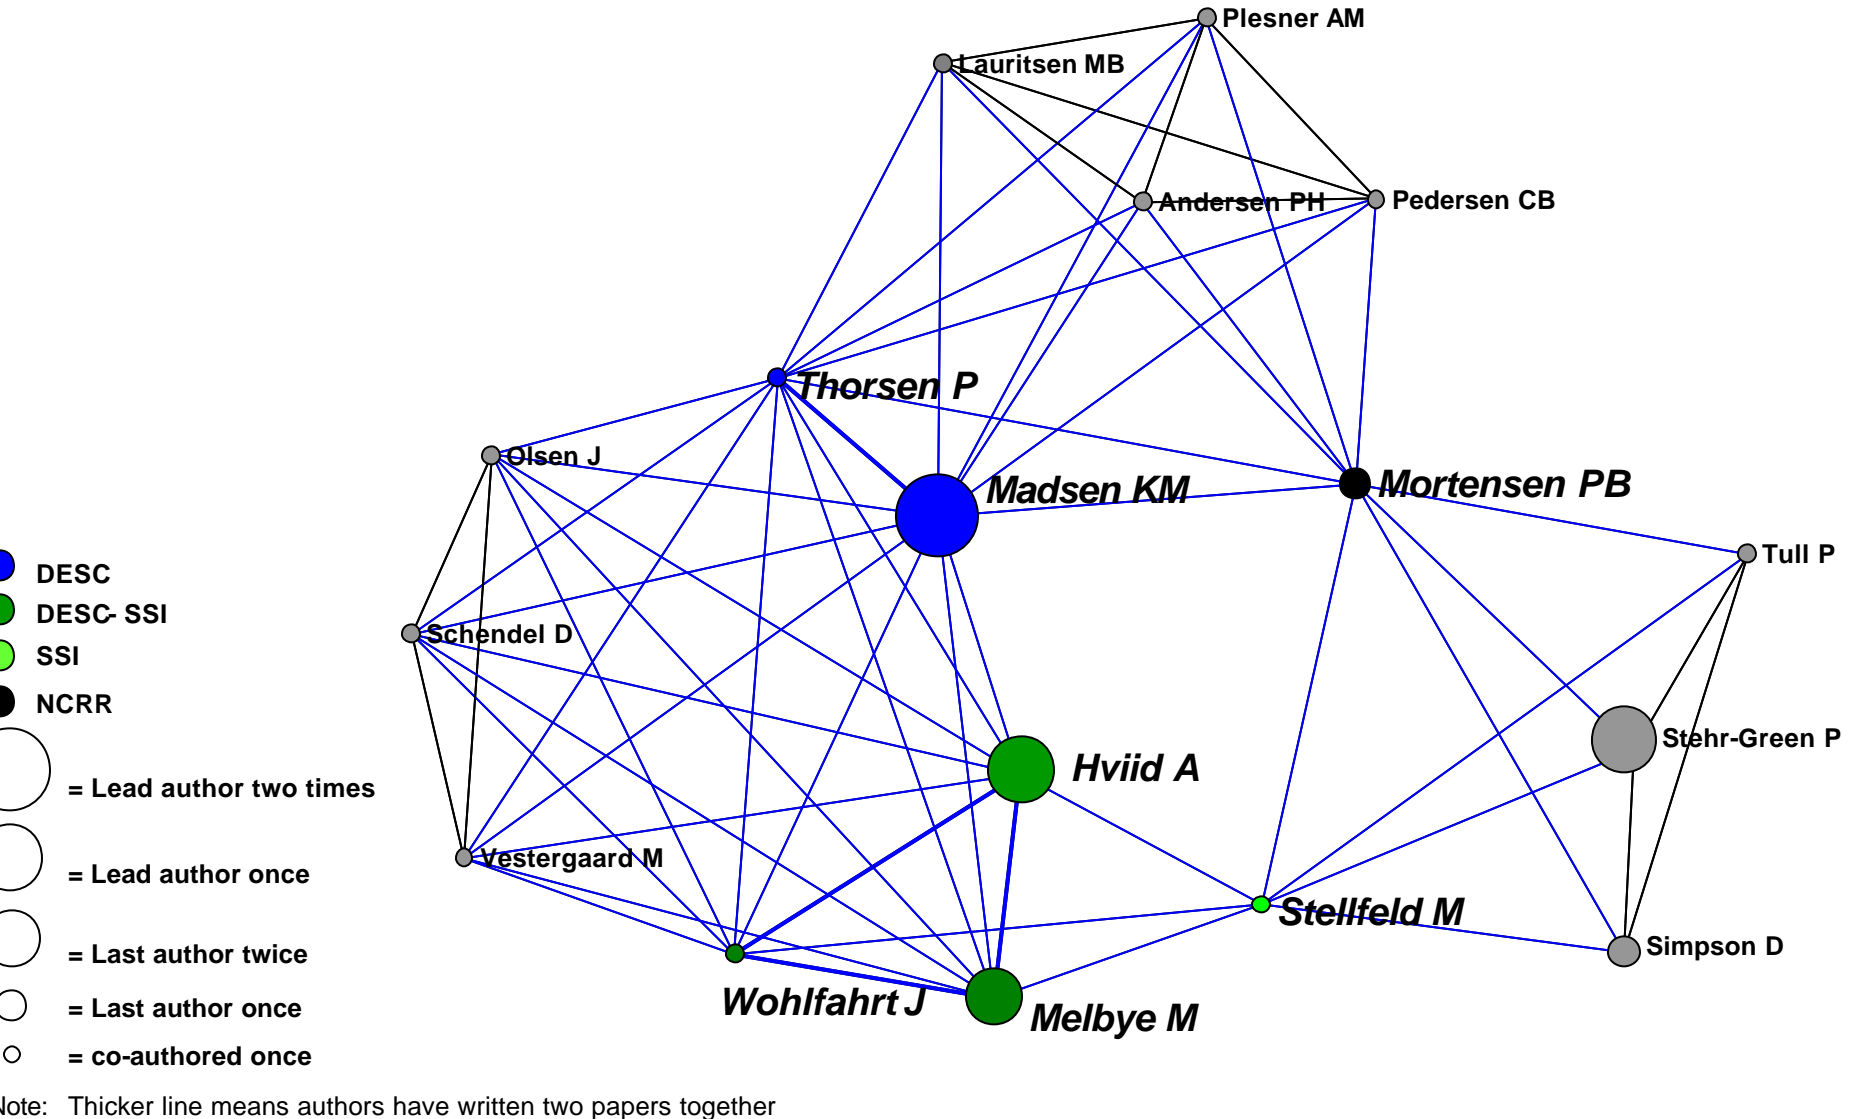 Plesner AM
Lauritsen MB
Andersen PH
Pedersen CB
Thorsen P
Olsen J
Madsen KM
Mortensen PB
Tull P
DESC
DESC- SSI
Schendel D
SSI
NCRR
Stehr-Green P
Hviid A
= Lead author two times
Vestergaard M
= Lead author once
Stellfeld M
Simpson D
= Last author twice
Wohlfahrt J
Melbye M
= Last author once
= co-authored once
Note: Thicker line means authors have written two papers together